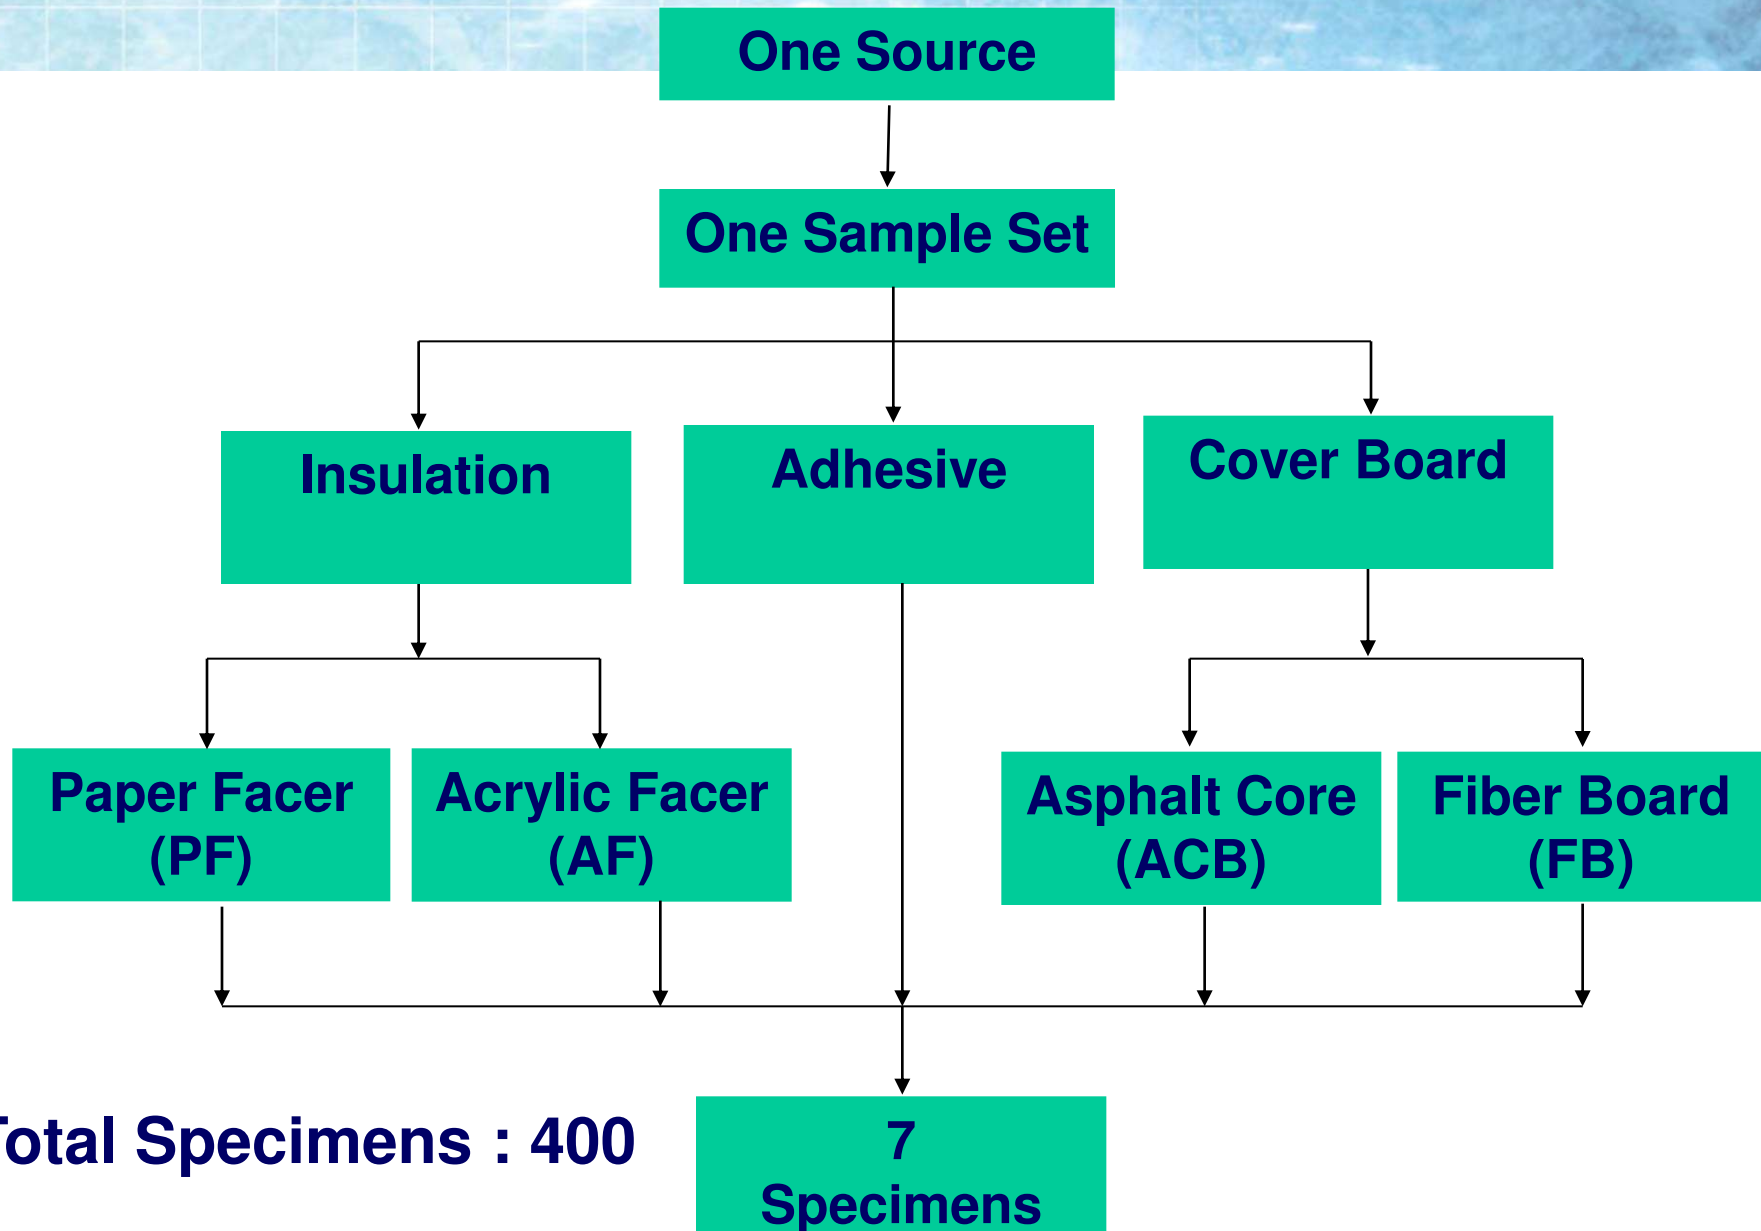 One Source
One Sample Set
Insulation
Adhesive
Cover Board
Paper Facer
(PF)
Acrylic Facer
(AF)
Asphalt Core
(ACB)
Fiber Board
(FB)
Total Specimens : 400
7
Specimens